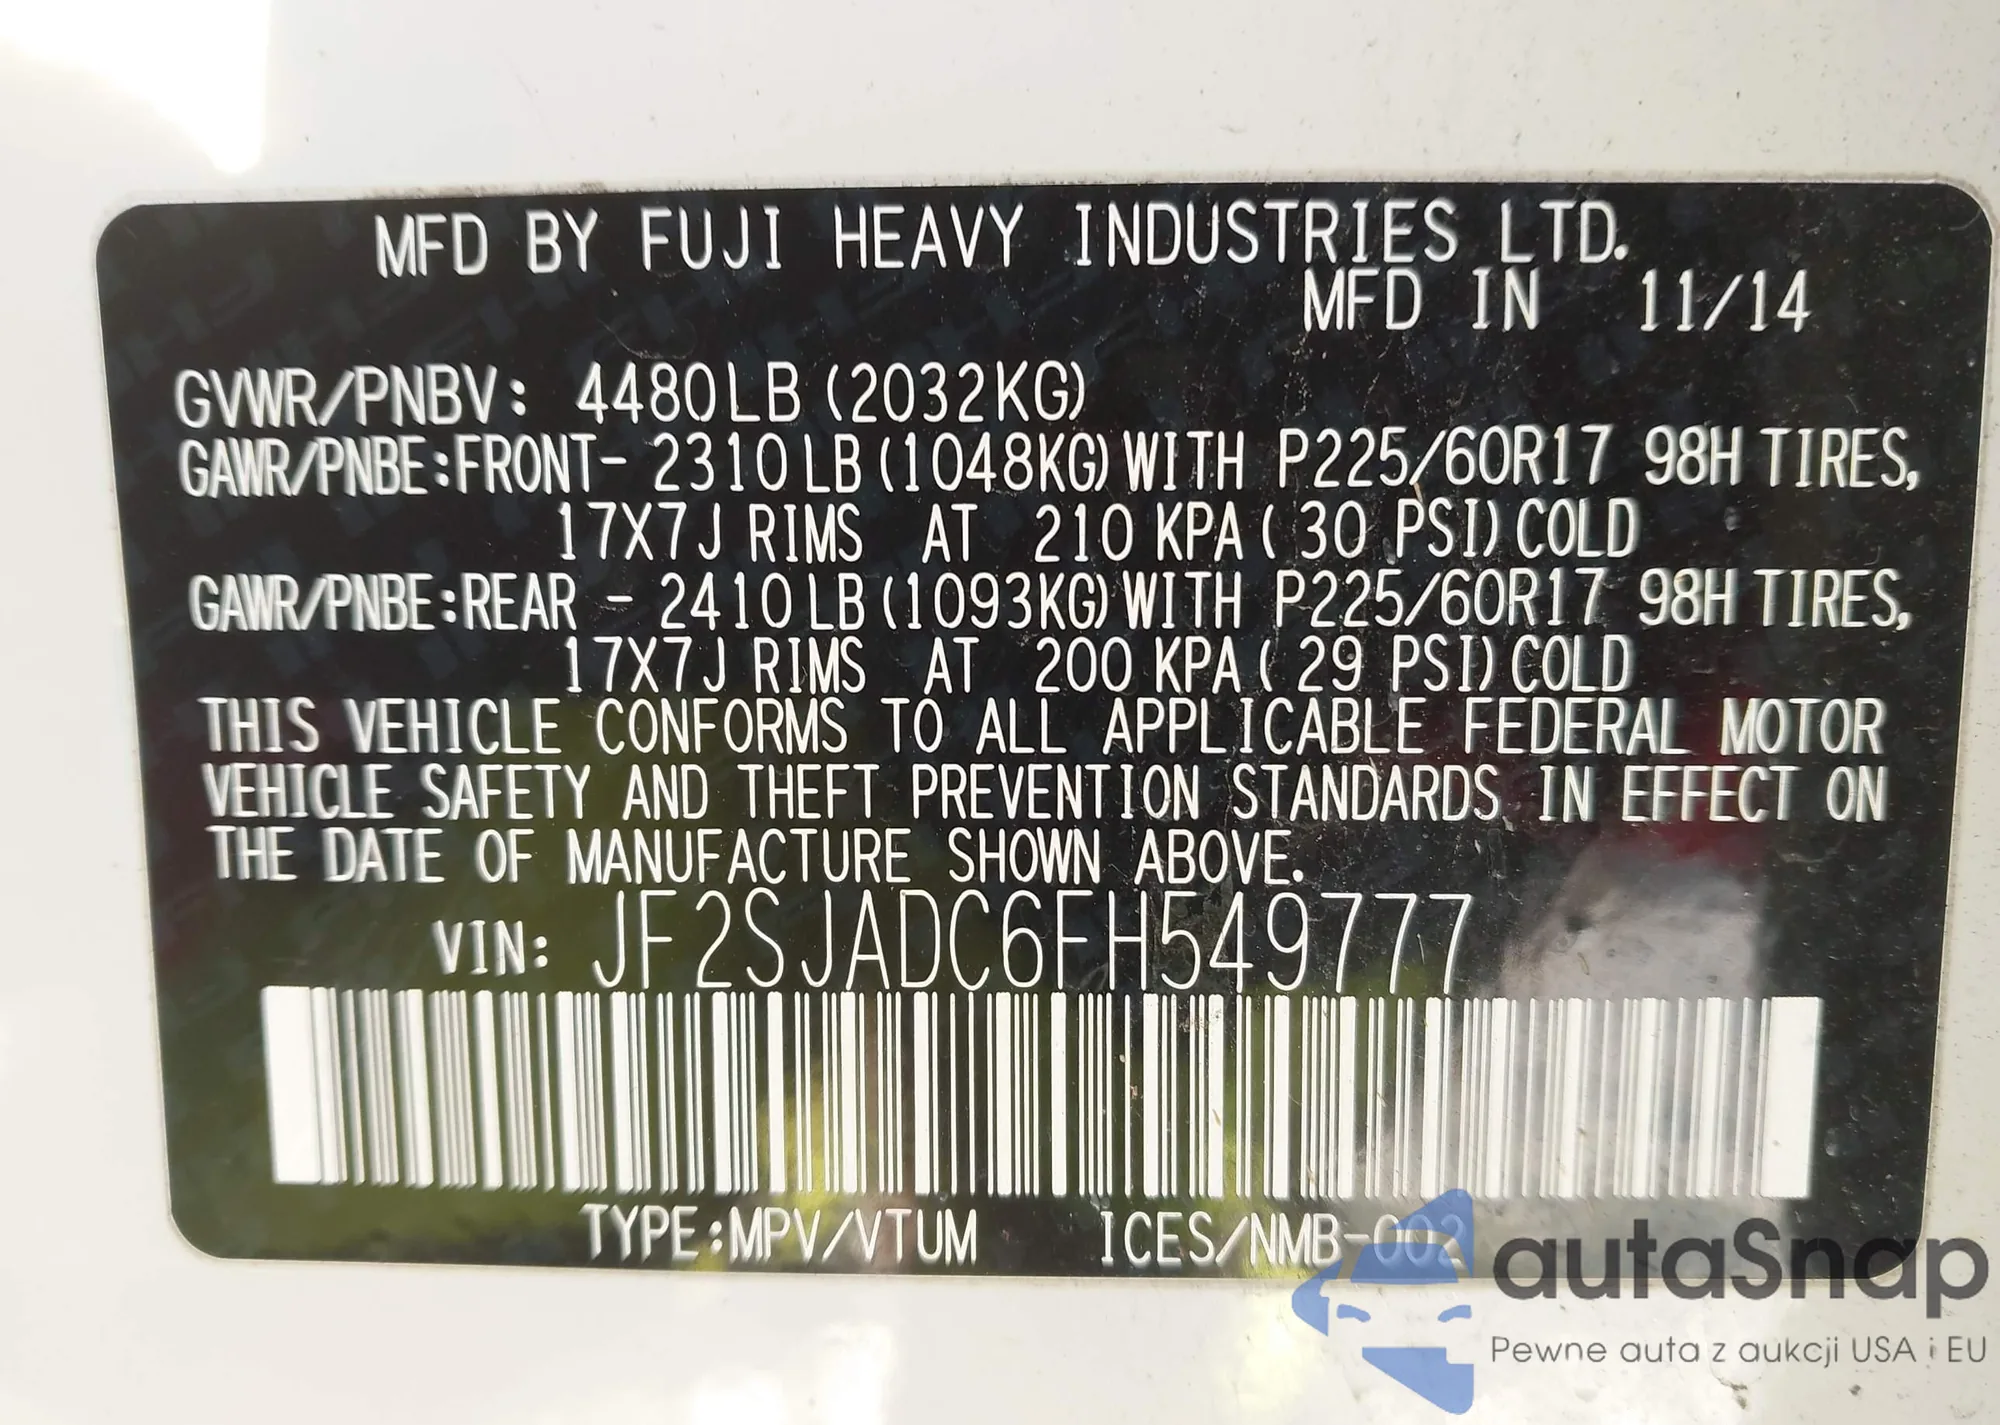 MFD BY FUJI HEAVY INDUSTRIES LTD.
MFD IN 11/14
GVWR/PNBV: 4480LB (2032KG)
GAWR/PNBE:FRONT- 2310LB (1048KG) WITH P225/60R17 98H TIRES,
17X7J RIMS AT 210 KPA ( 30 PSI) COLD
GAWR/PNBE:REAR - 2410LB (1093KG) WITH P225/60R17 98H TIRES,
17X7J RIMS AT 200 KPA ( 29 PSI) COLD
THIS VEHICLE CONFORMS TO ALL APPLICABLE FEDERAL MOTOR
VEHICLE SAFETY AND THEFT PREVENTION STANDARDS IN EFFECT ON
THE DATE OF MANUFACTURE SHOWN ABOVE.
VIN: JF2SJADC6FH549777
TYPE:MPV/VTUM ICES/NMB-002
autaSnap
Pewne auta z aukcji USA i EU